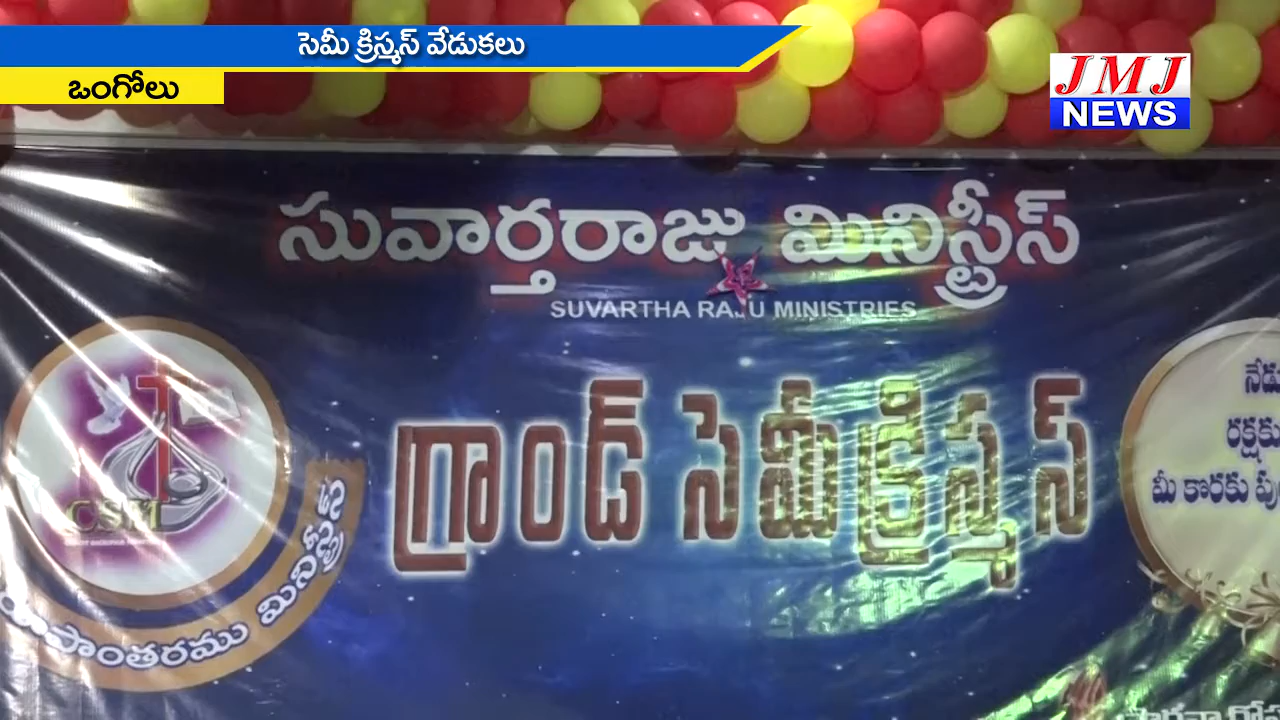 సెమీ క్రిస్మస్ వేడుకలు
ఒంగోలు
JMJ
NEWS
సువార్తరాజు మినిస్ట్రీస్
SUVARTHA RAJU MINISTRIES
గ్రాండ్ సెమీక్రిస్మస్
CSM
మినిస్ట్రీస్
రక్షకు
మీ కొరకు పు